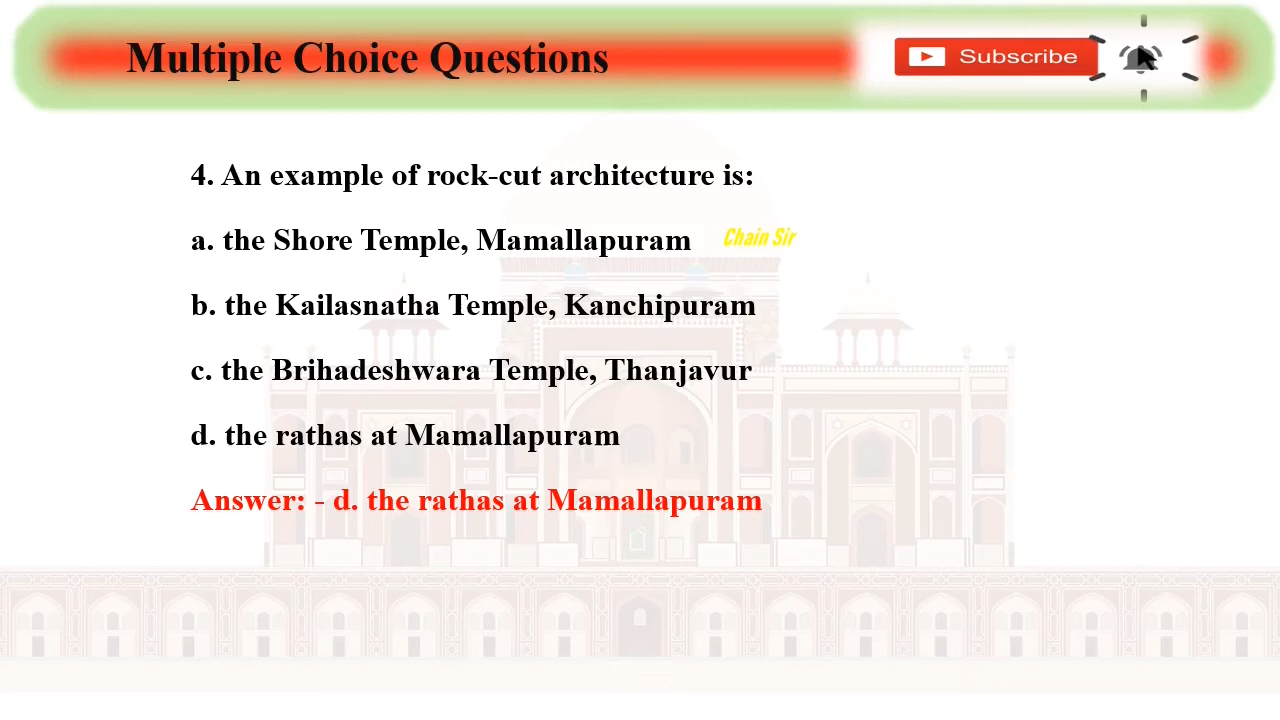 Multiple Choice Questions
Subscribe
4. An example of rock-cut architecture is:
a. the Shore Temple, Mamallapuram
Chain Sir
b. the Kailasnatha Temple, Kanchipuram
c. the Brihadeshwara Temple, Thanjavur
d. the rathas at Mamallapuram
Answer: - d. the rathas at Mamallapuram